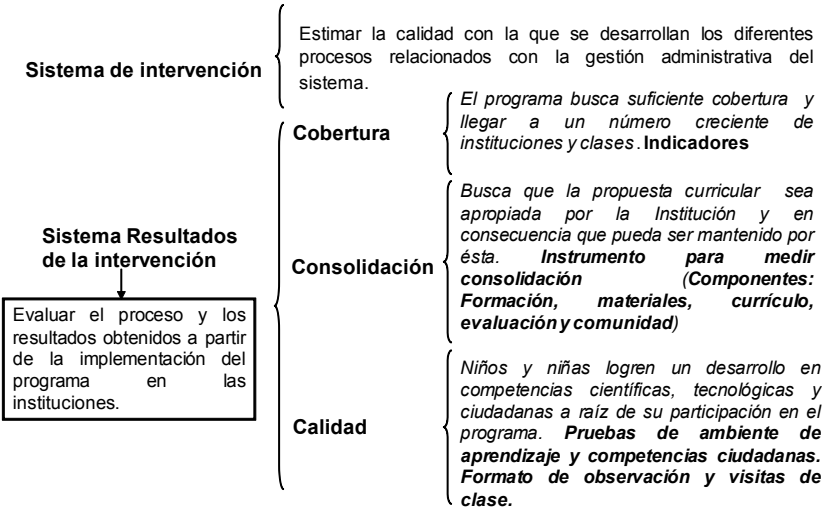 Sistema de intervención
Estimar la calidad con la que se desarrollan los diferentes
procesos relacionados con la gestión administrativa del
sistema.
Sistema Resultados
de la intervención
Evaluar el proceso y los
resultados obtenidos a partir
de la implementación del
programa en las
instituciones.
Cobertura
El programa busca suficiente cobertura y
llegar a un número creciente de
instituciones y clases. Indicadores
Consolidación
Busca que la propuesta curricular sea
apropiada por la Institución y en
consecuencia que pueda ser mantenido por
ésta. Instrumento para medir
consolidación (Componentes:
Formación, materiales, currículo,
evaluación y comunidad)
Calidad
Niños y niñas logren un desarrollo en
competencias científicas, tecnológicas y
ciudadanas a raíz de su participación en el
programa. Pruebas de ambiente de
aprendizaje y competencias ciudadanas.
Formato de observación y visitas de
clase.